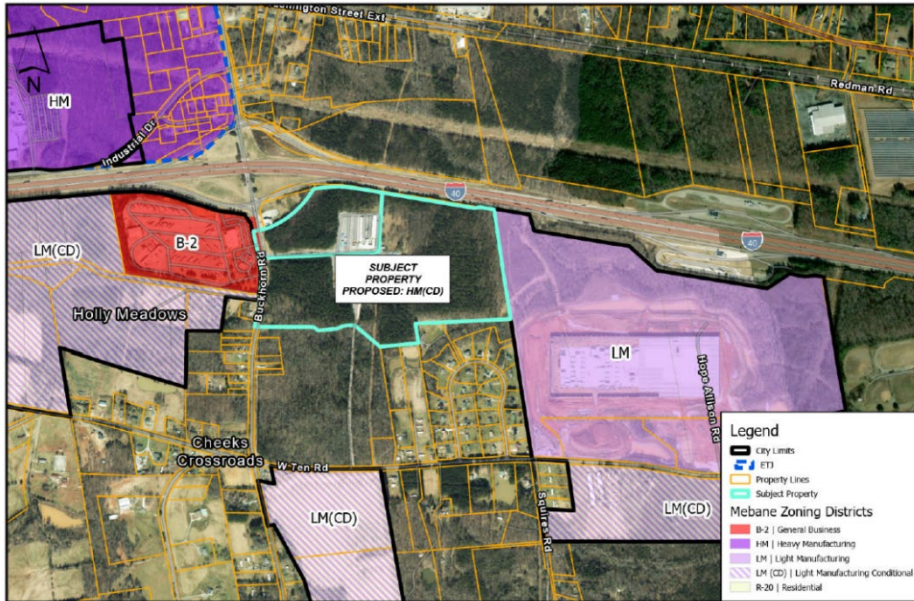 hington Street Ext
Redman Rd
N
HM
Industrial Dr
40
40
LM(CD)
B-2
Buckhorn Rd
SUBJECT
PROPERTY
PROPOSED: HM(CD)
Holly Meadows
LM
Hope Allison Rd
Cheeks
Crossroads
W Ten Rd
LM(CD)
Squires Rd
LM(CD)
Legend
City Limits
ETJ
Property Lines
Subject Property
Mebane Zoning Districts
B-2 | General Business
HM | Heavy Manufacturing
LM | Light Manufacturing
LM (CD) | Light Manufacturing Conditional
R-20 | Residential